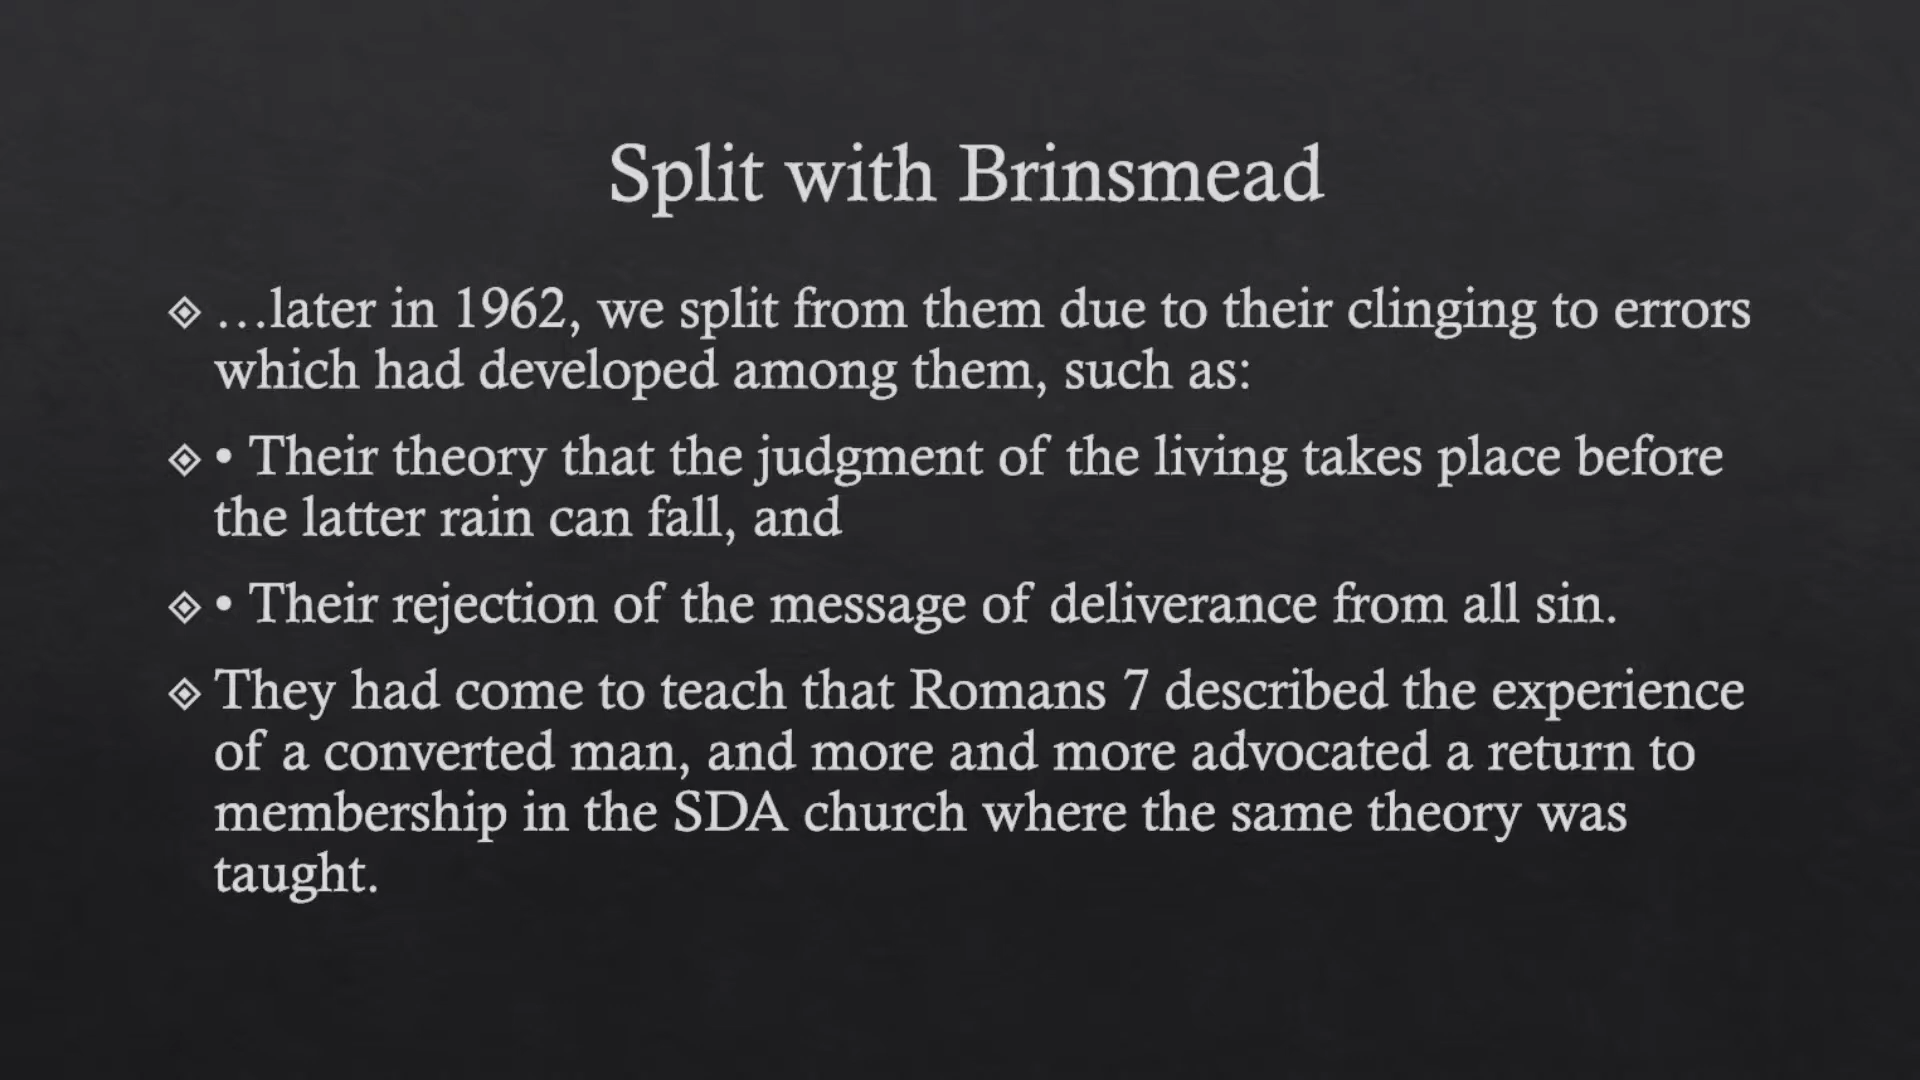 Split with Brinsmead
…later in 1962, we split from them due to their clinging to errors
which had developed among them, such as:
• Their theory that the judgment of the living takes place before
the latter rain can fall, and
• Their rejection of the message of deliverance from all sin.
They had come to teach that Romans 7 described the experience
of a converted man, and more and more advocated a return to
membership in the SDA church where the same theory was
taught.